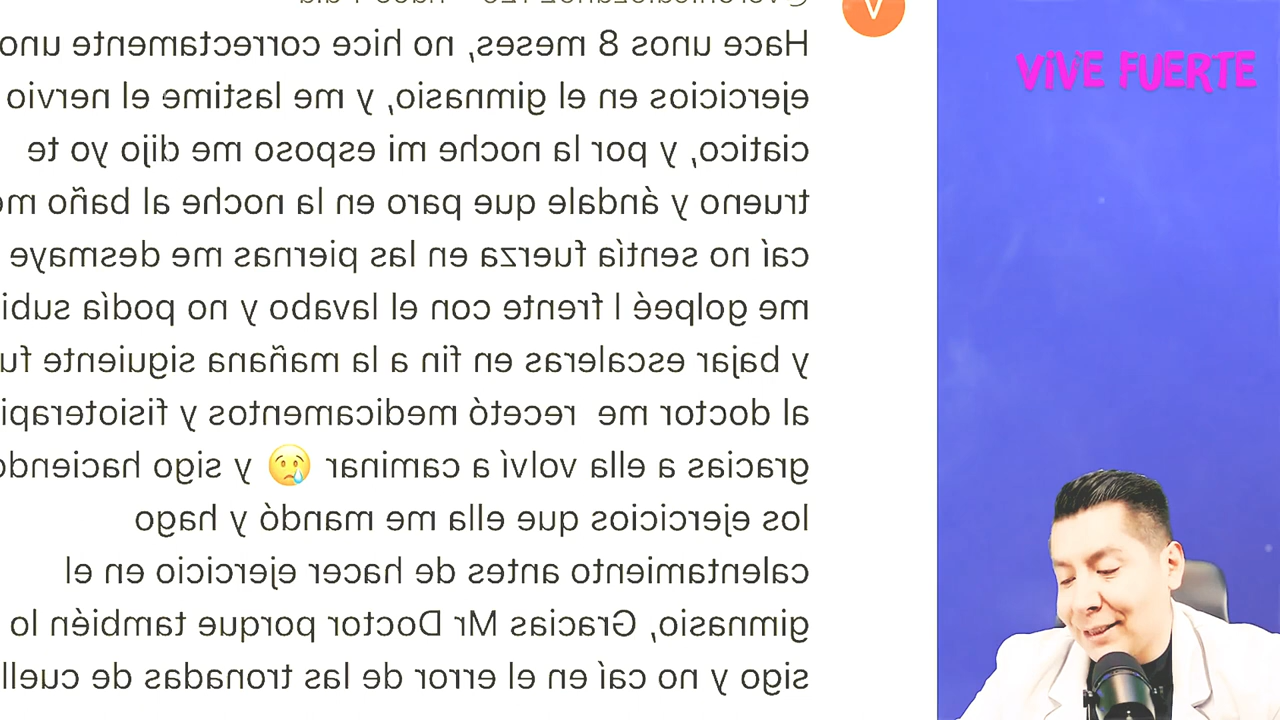 V
VIVE FUERTE
Hace unos 8 meses, no hice correctamente
ejercicios en el gimnasio, y me lastime el nervio
ciatico, y por la noche mi esposo me dijo yo te
trueno y ándale que paro en la noche al baño
caí no sentía fuerza en las piernas me desmaye
me golpeé l frente con el lavabo y no podía
y bajar escaleras en fin a la mañana siguiente
al doctor me recetó medicamentos y
gracias a ella volví a caminar 😢 y sigo
los ejercicios que ella me mandó y hago
calentamiento antes de hacer ejercicio en el
gimnasio, Gracias Mr Doctor porque también lo
sigo y no caí en el error de las tronadas de